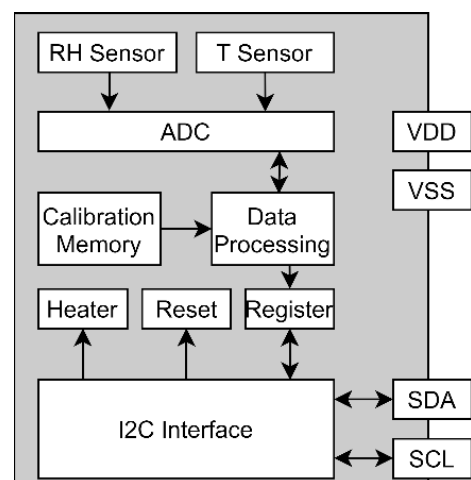 RH Sensor
T Sensor
ADC
VDD
VSS
Calibration
Memory
Data
Processing
Heater
Reset
Register
I2C Interface
SDA
SCL